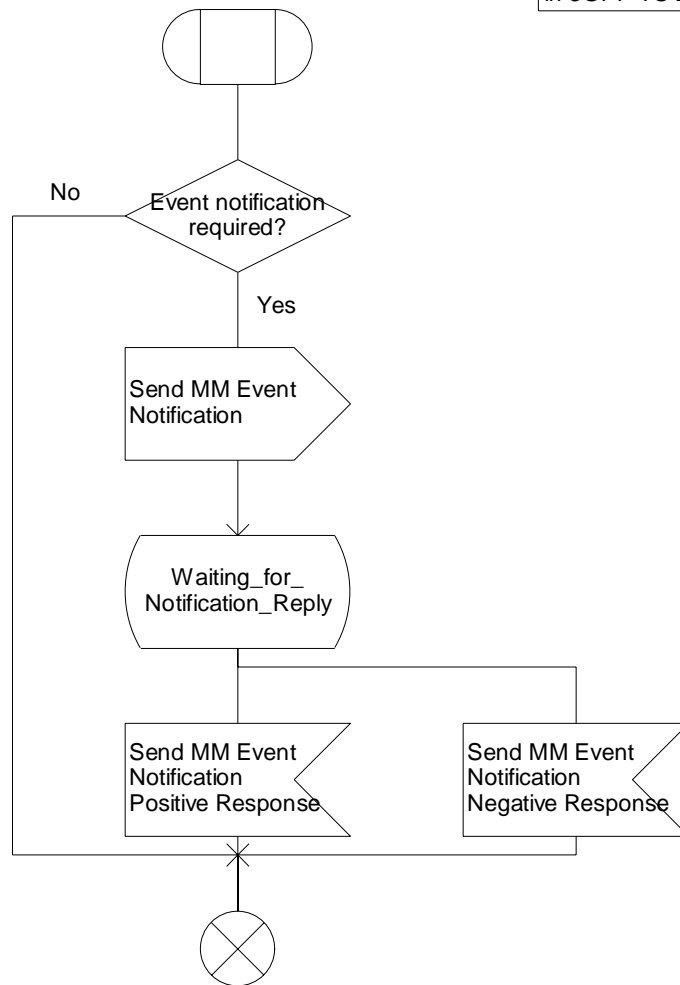 No
Event notification
required?
Yes
Send MM Event
Notification
Waiting_for_
Notification_Reply
Send MM Event
Notification
Positive Response
Send MM Event
Notification
Negative Response